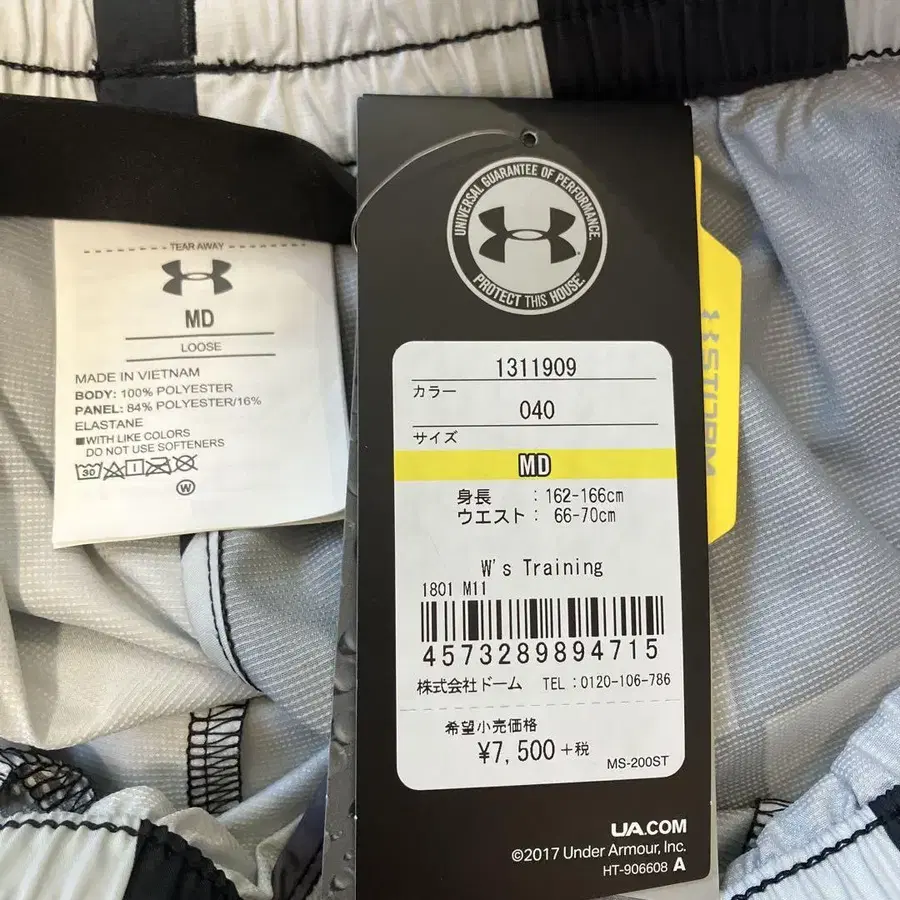 TEAR AWAY
MD
LOOSE
MADE IN VIETNAM
BODY: 100% POLYESTER
PANEL: 84% POLYESTER/16%
ELASTANE
■WITH LIKE COLORS
DO NOT USE SOFTENERS
30
W
UNIVERSAL GUARANTEE OF PERFORMANCE.
PROTECT THIS HOUSE.
1311909
カラー
040
サイズ
MD
身長 : 162-166cm
ウエスト : 66-70cm
W's Training
1801 M11
4573289894715
株式会社ドーム TEL:0120-106-786
希望小売価格
¥7,500+税
MS-200ST
UA.COM
©2017 Under Armour, Inc.
HT-906608 A
STORM